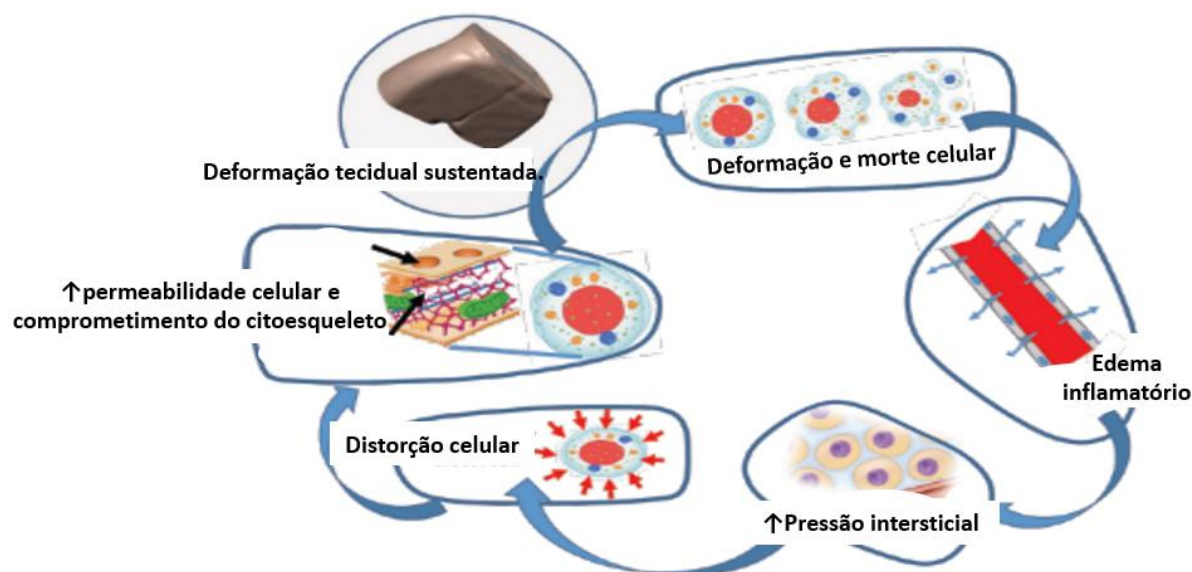 Deformação tecidual sustentada.
Deformação e morte celular
Edema
inflamatório
↑Pressão intersticial
Distorção celular
↑permeabilidade celular e
comprometimento do citoesqueleto